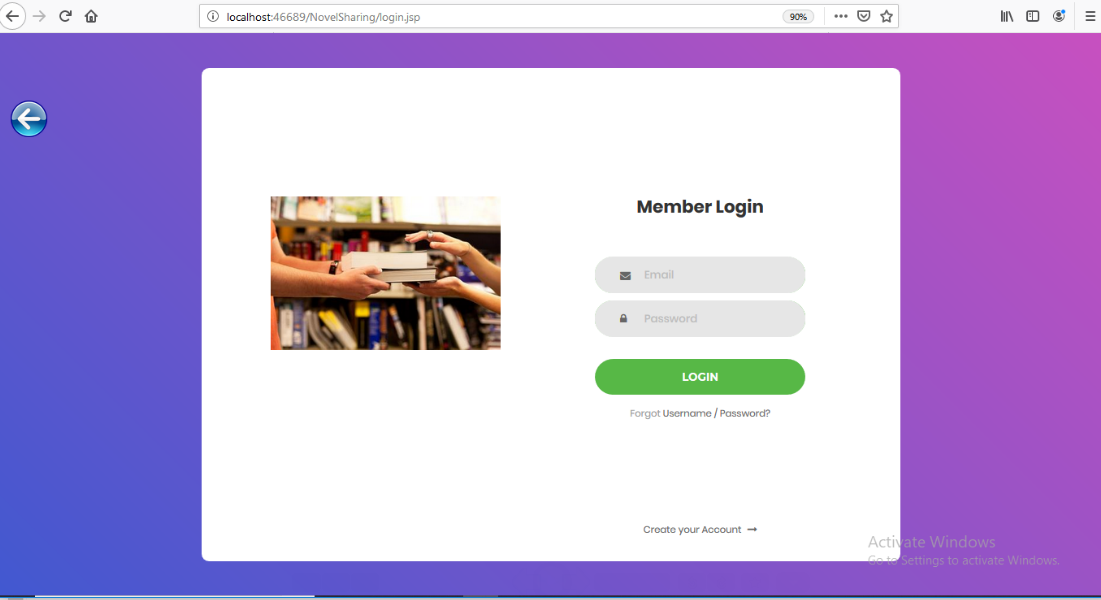 localhost:46689/NovelSharing/login.jsp
90%
Member Login
Email
Password
LOGIN
Forgot Username / Password?
Create your Account →
Activate Windows
Go to Settings to activate Windows.